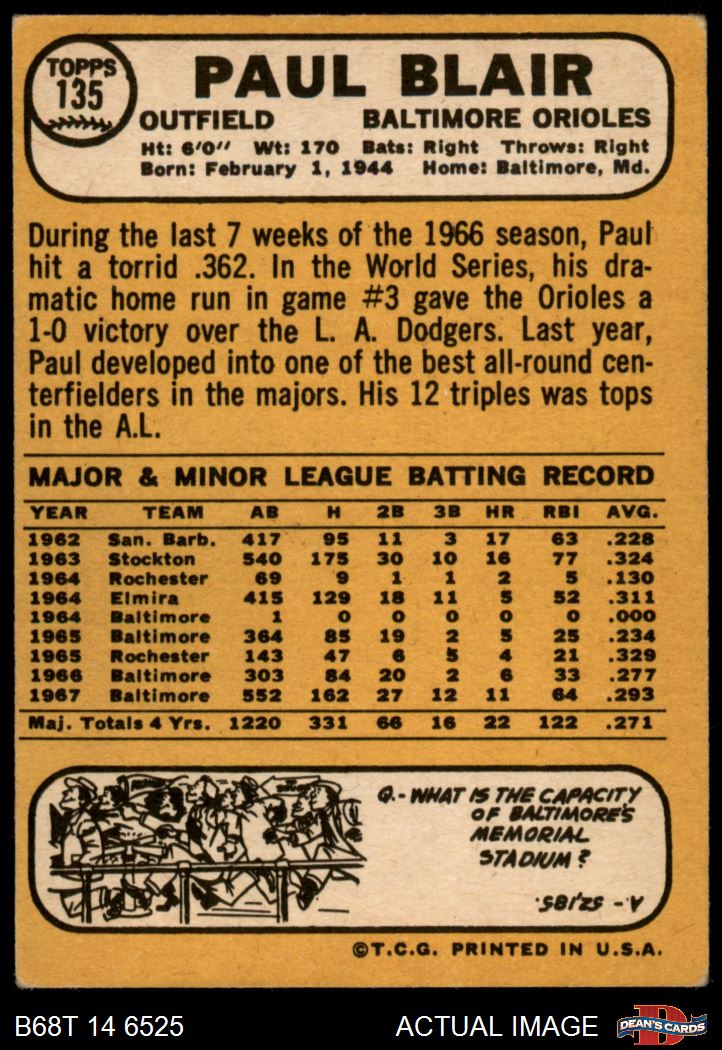 TOPPS
135
PAUL BLAIR
OUTFIELD BALTIMORE ORIOLES
Ht: 6'0" Wt: 170 Bats: Right Throws: Right
Born: February 1, 1944 Home: Baltimore, Md.
During the last 7 weeks of the 1966 season, Paul
hit a torrid .362. In the World Series, his dra-
matic home run in game #3 gave the Orioles a
1-0 victory over the L. A. Dodgers. Last year,
Paul developed into one of the best all-round cen-
terfielders in the majors. His 12 triples was tops
in the A.L.
MAJOR & MINOR LEAGUE BATTING RECORD
YEAR TEAM AB H 2B 3B HR RBI AVG.
1962 San. Barb. 417 95 11 3 17 63 .228
1963 Stockton 540 175 30 10 16 77 .324
1964 Rochester 69 9 1 1 2 5 .130
1964 Elmira 415 129 18 11 5 52 .311
1964 Baltimore 1 0 0 0 0 0 .000
1965 Baltimore 364 85 19 2 5 25 .234
1965 Rochester 143 47 6 5 4 21 .329
1966 Baltimore 303 84 20 2 6 33 .277
1967 Baltimore 552 162 27 12 11 64 .293
Maj. Totals 4 Yrs. 1220 331 66 16 22 122 .271
Q.-WHAT IS THE CAPACITY
OF BALTIMORE'S
MEMORIAL
STADIUM?
A.- 52,185.
©T.C.G. PRINTED IN U.S.A.
B68T 14 6525 ACTUAL IMAGE
D
DEAN'S CARDS